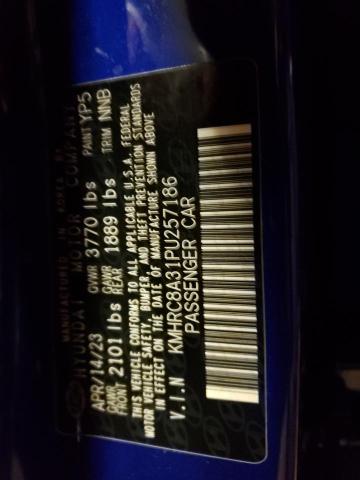 MANUFACTURED IN KOREA BY
HYUNDAI MOTOR COMPANY
APR/14/23 GVWR 3770 lbs PAINT YP5
GAWR FRONT 2101 lbs GAWR REAR 1889 lbs TRIM NNB
THIS VEHICLE CONFORMS TO ALL APPLICABLE U.S.A. FEDERAL
MOTOR VEHICLE SAFETY, BUMPER, AND THEFT PREVENTION STANDARDS
IN EFFECT ON THE DATE OF MANUFACTURE SHOWN ABOVE
V.I.N KMHRC8A31PU257186
PASSENGER CAR